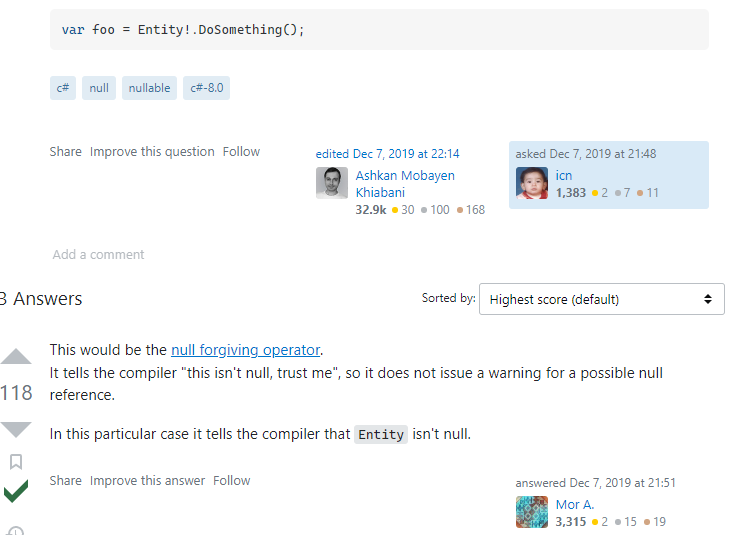 var foo = Entity!.DoSomething();
c# null nullable c#-8.0
Share Improve this question Follow
edited Dec 7, 2019 at 22:14
Ashkan Mobayen
Khiabani
32.9k 30 100 168
asked Dec 7, 2019 at 21:48
icn
1,383 2 7 11
Add a comment
3 Answers
Sorted by:
Highest score (default)
118
This would be the null forgiving operator.
It tells the compiler "this isn't null, trust me", so it does not issue a warning for a possible null
reference.
In this particular case it tells the compiler that Entity isn't null.
Share Improve this answer Follow
answered Dec 7, 2019 at 21:51
Mor A.
3,315 2 15 19